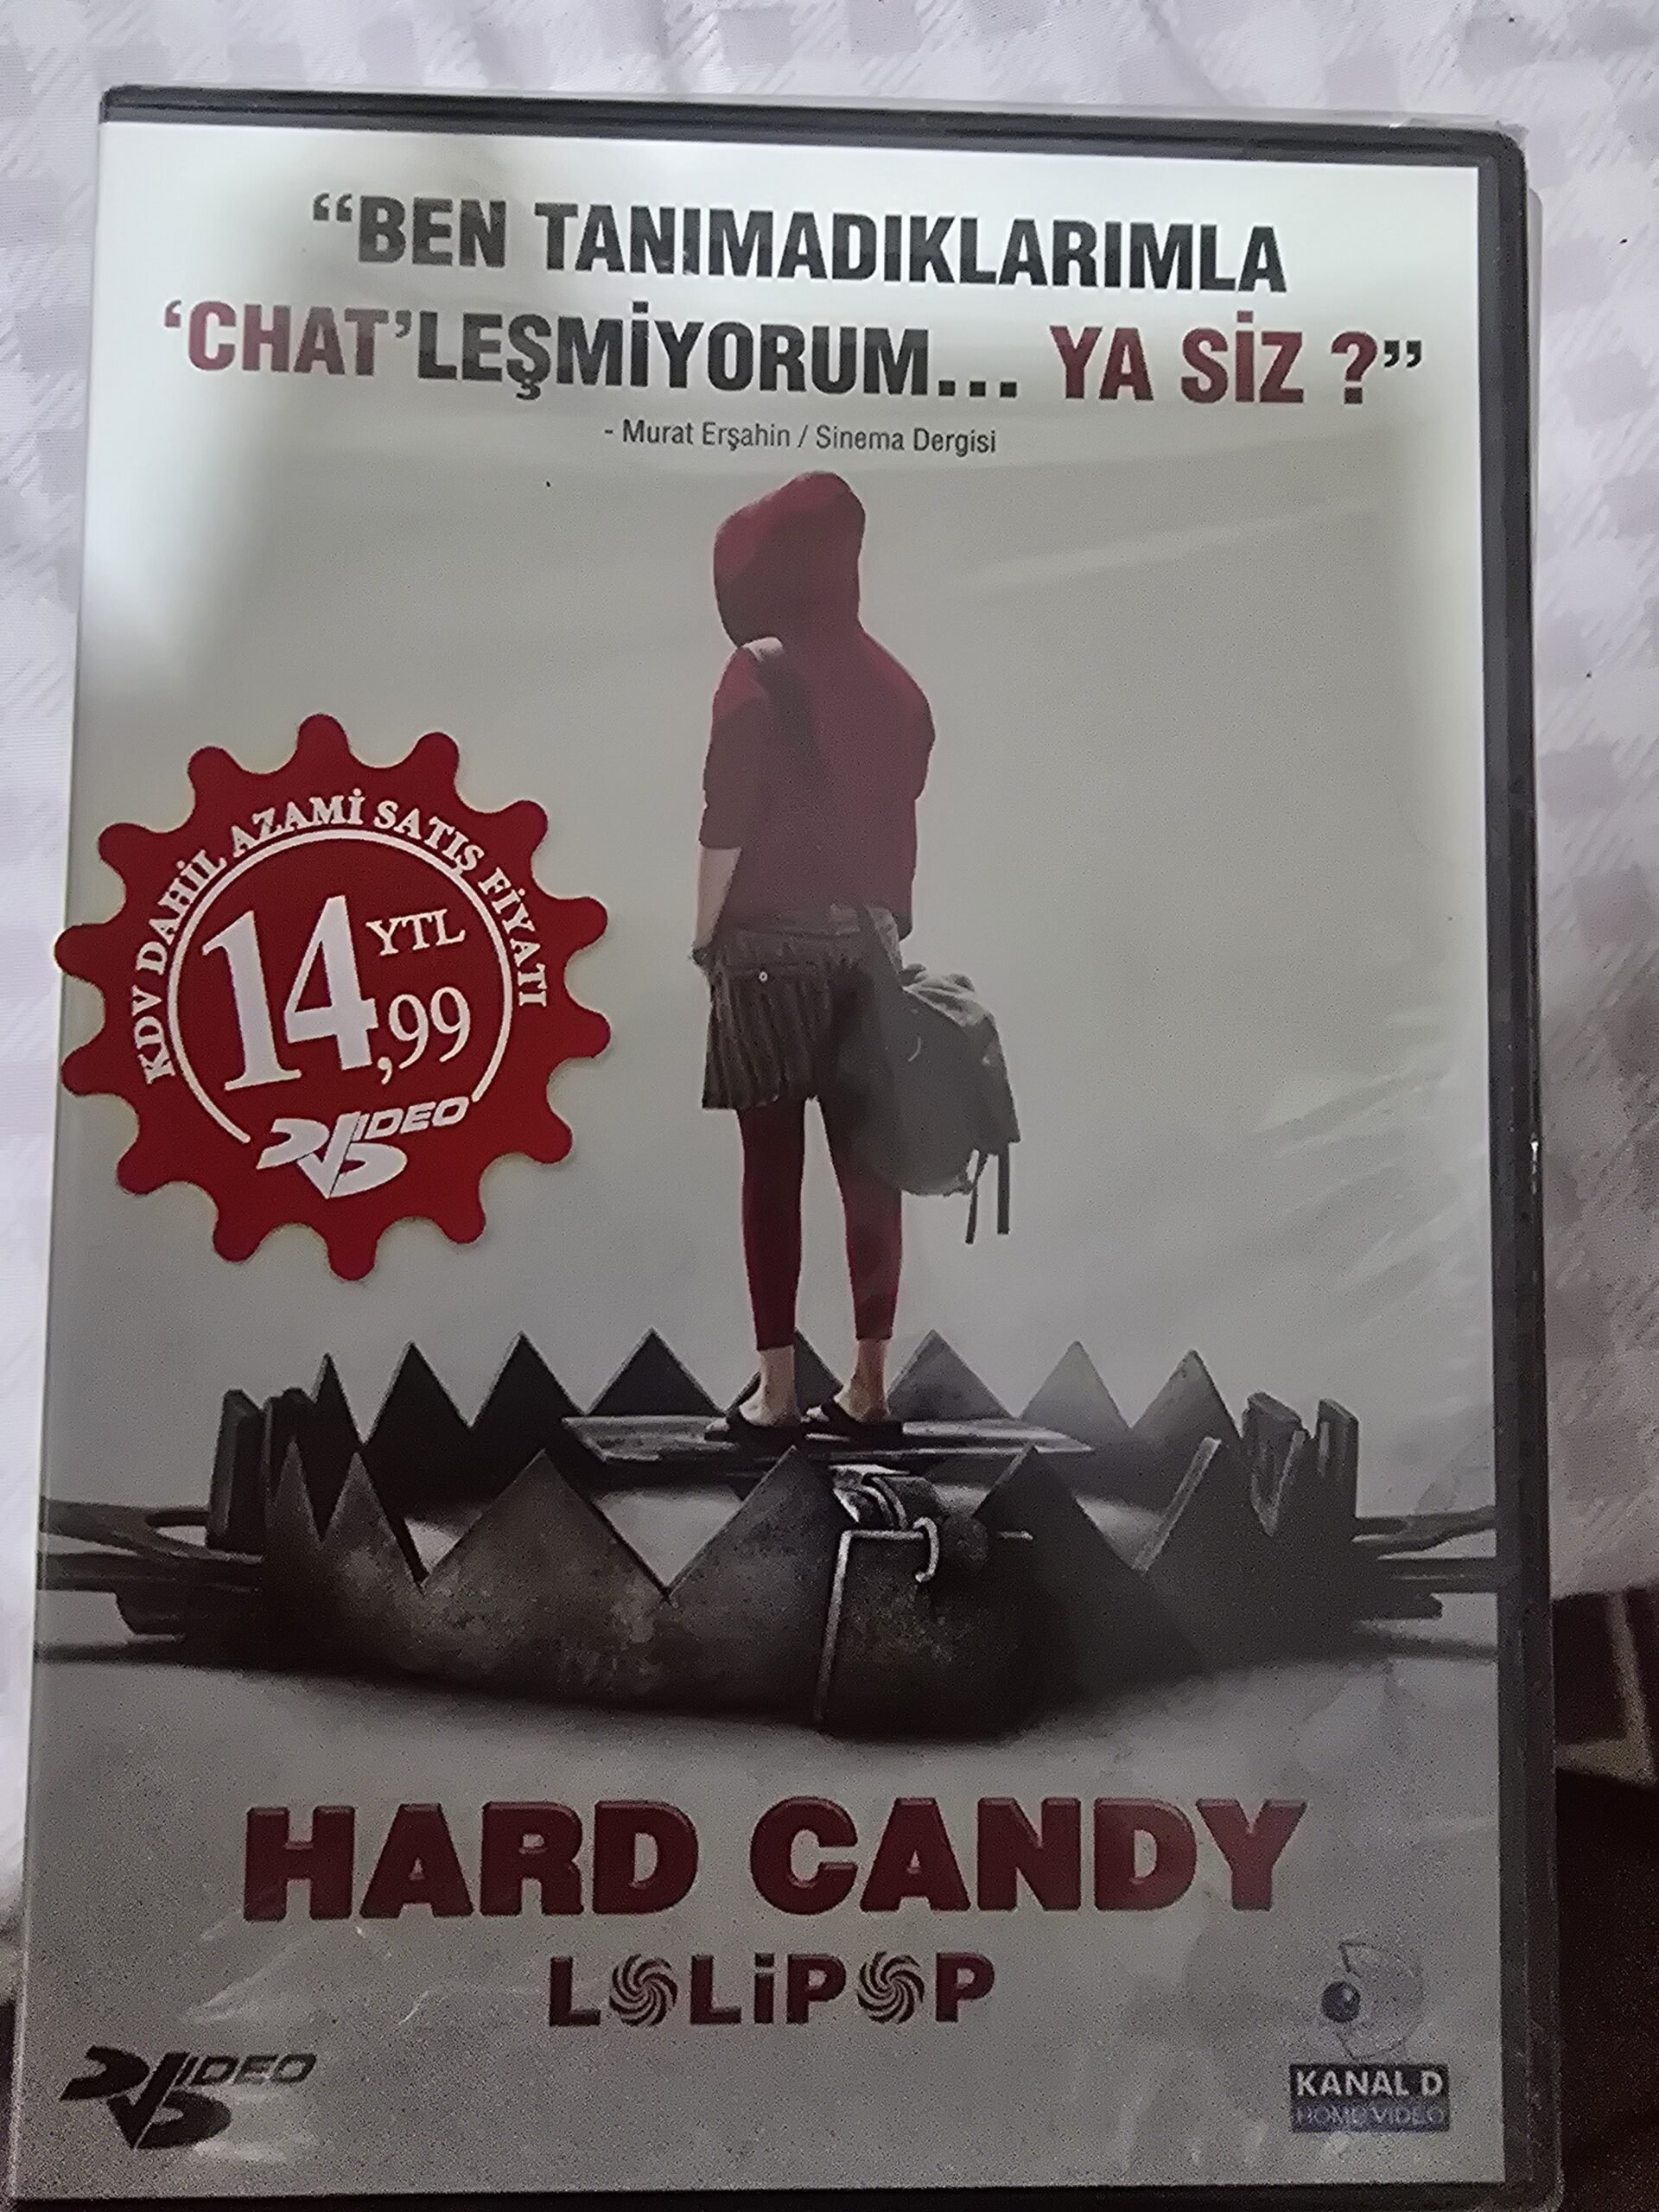 “BEN TANIMADIKLARIMLA
‘CHAT’LEŞMİYORUM... YA SİZ ?”
- Murat Erşahin / Sinema Dergisi
KDV DAHİL AZAMİ SATIŞ FİYATI
14,99 YTL
VIDEO
HARD CANDY
LOLiPOP
VIDEO
KANAL D
HOME VIDEO